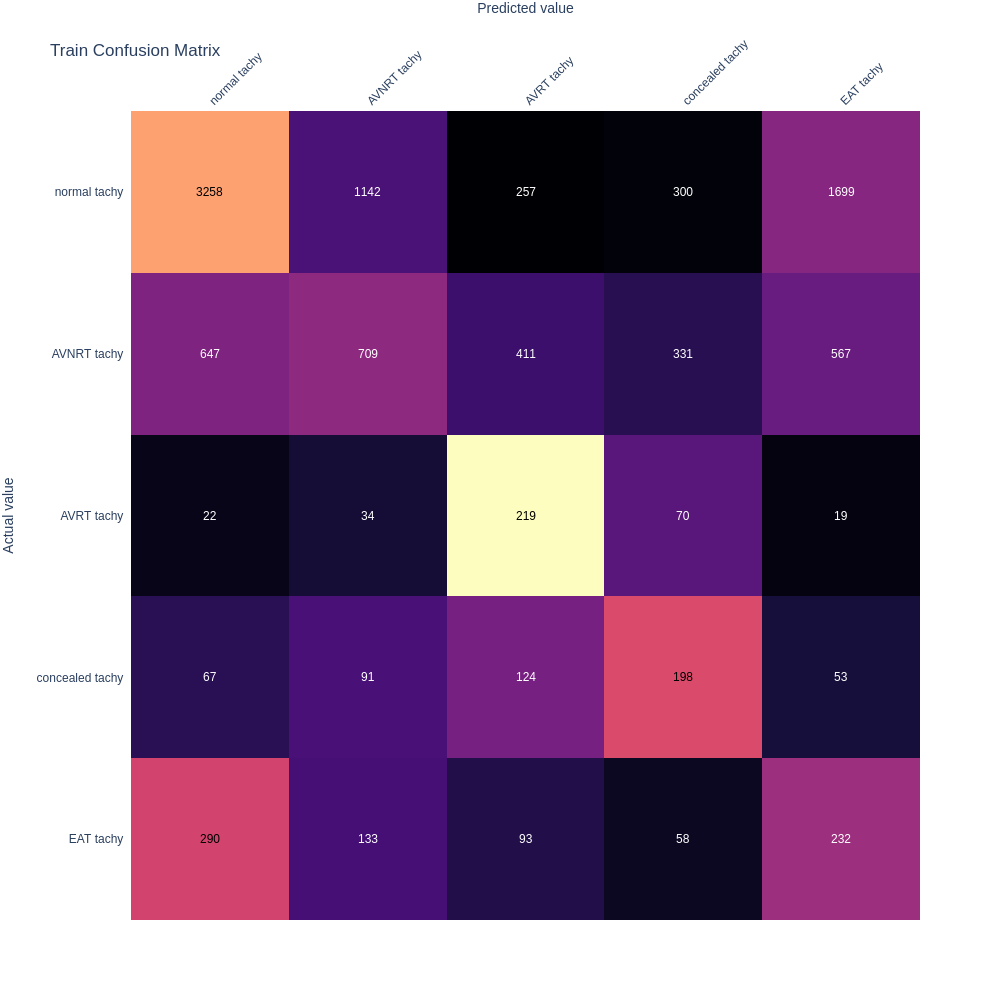 Predicted value
Train Confusion Matrix
normal tachy
AVNRT tachy
AVRT tachy
concealed tachy
EAT tachy
normal tachy
3258
1142
257
300
1699
AVNRT tachy
647
709
411
331
567
Actual value
AVRT tachy
22
34
219
70
19
concealed tachy
67
91
124
198
53
EAT tachy
290
133
93
58
232